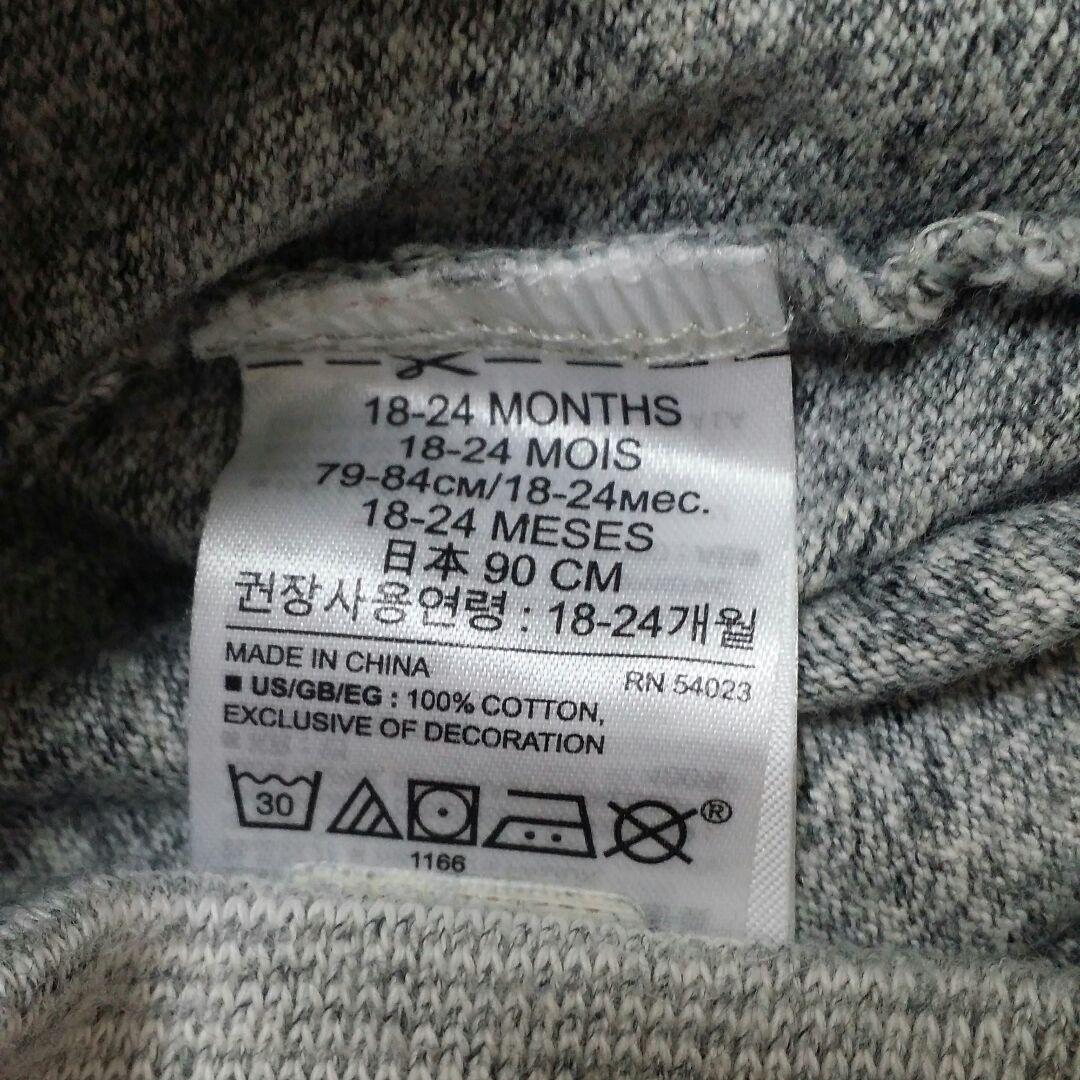 18-24 MONTHS
18-24 MOIS
79-84см/18-24мес.
18-24 MESES
日本 90 CM
권장사용연령 : 18-24개월
MADE IN CHINA RN 54023
■ US/GB/EG : 100% COTTON,
EXCLUSIVE OF DECORATION
30 ®
1166